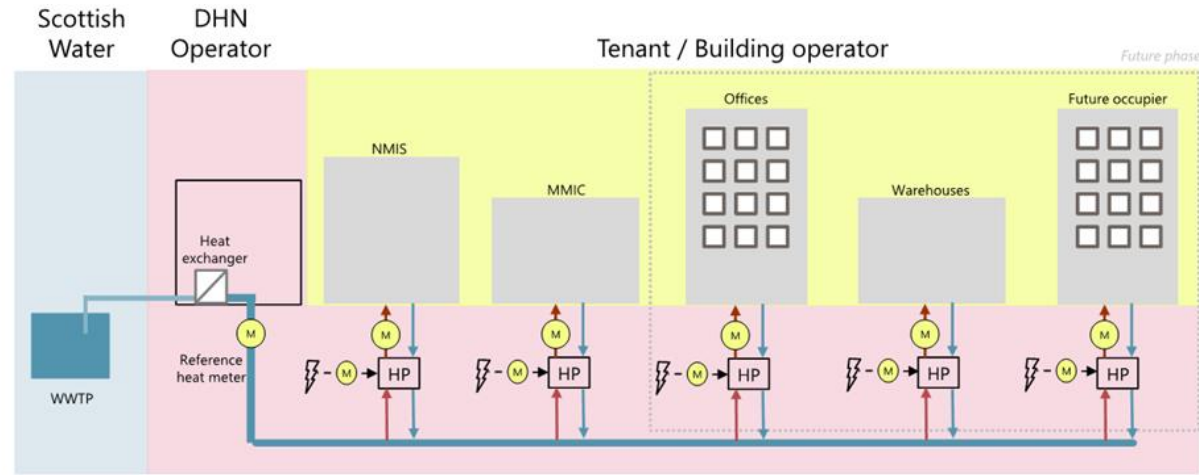 Scottish
Water
DHN
Operator
Tenant / Building operator
Future phase
Offices
Future occupier
NMIS
MMIC
Warehouses
Heat
exchanger
M
M
M
M
M
M
Reference
heat meter
M
HP
M
HP
M
HP
M
HP
M
HP
WWTP